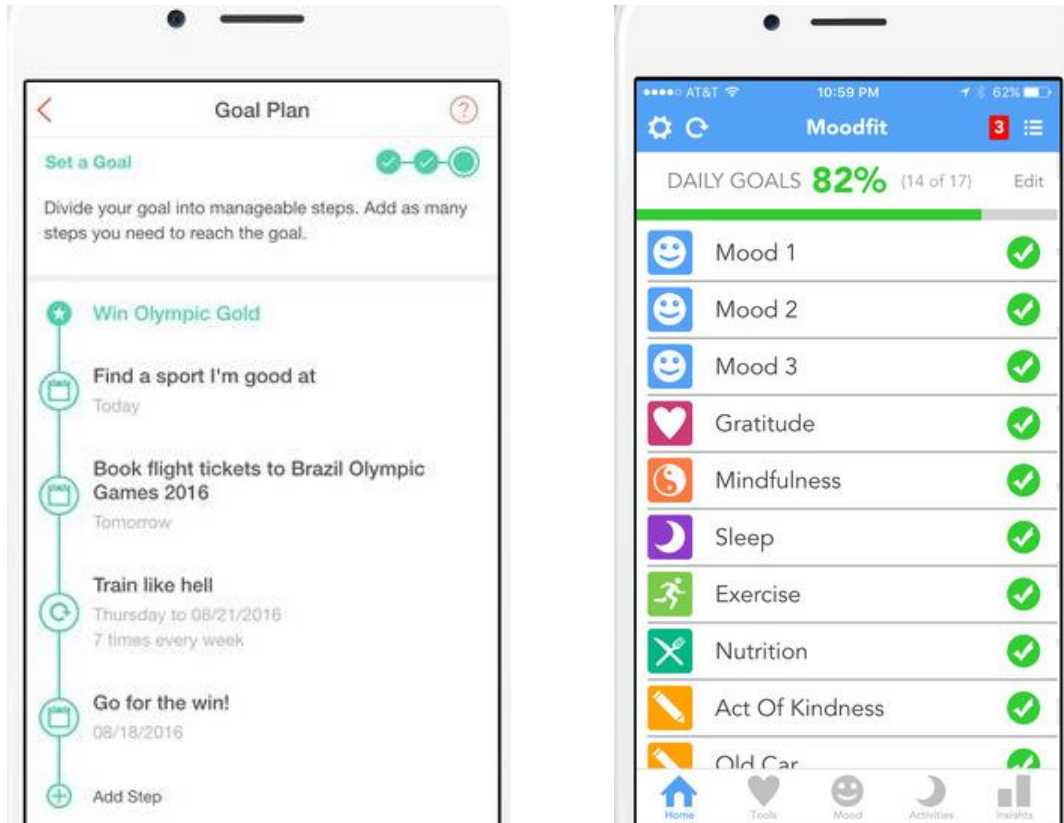 Goal Plan
?
Set a Goal
Divide your goal into manageable steps. Add as many
steps you need to reach the goal.
Win Olympic Gold
Find a sport I'm good at
Today
Book flight tickets to Brazil Olympic
Games 2016
Tomorrow
Train like hell
Thursday to 08/21/2016
7 times every week
Go for the win!
08/18/2016
Add Step
AT&T 10:59 PM 62%
Moodfit 3
DAILY GOALS 82% (14 of 17) Edit
Mood 1
Mood 2
Mood 3
Gratitude
Mindfulness
Sleep
Exercise
Nutrition
Act Of Kindness
Old Car
Home Tools Mood Activities Insights